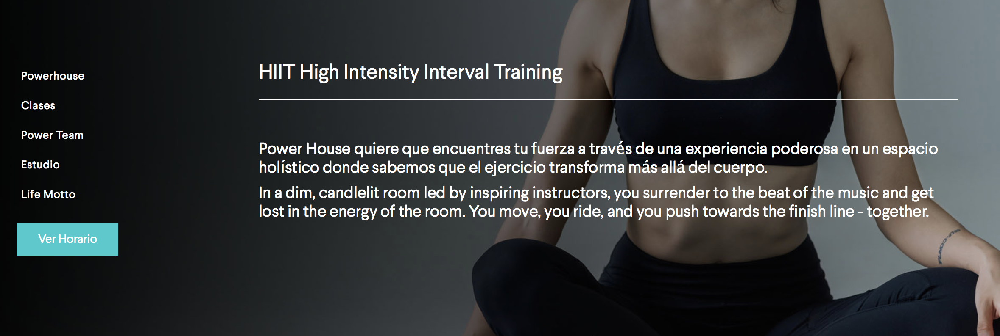 Powerhouse
Clases
Power Team
Estudio
Life Motto
Ver Horario
HIIT High Intensity Interval Training
Power House quiere que encuentres tu fuerza a través de una experiencia poderosa en un espacio
holístico donde sabemos que el ejercicio transforma más allá del cuerpo.
In a dim, candlelit room led by inspiring instructors, you surrender to the beat of the music and get
lost in the energy of the room. You move, you ride, and you push towards the finish line - together.